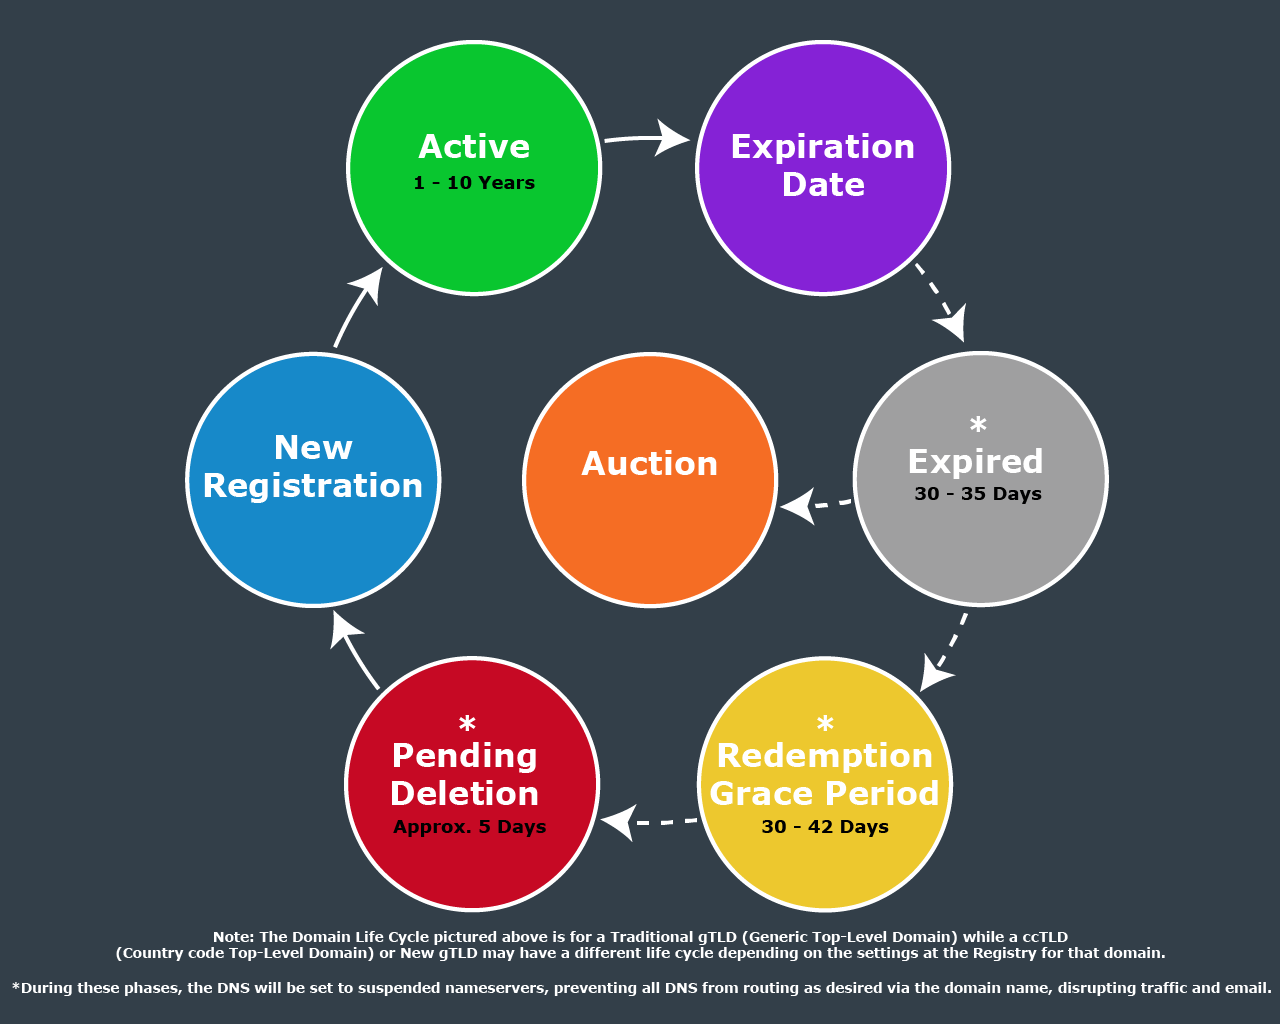 Active
1 - 10 Years
Expiration
Date
New
Registration
Auction
*
Expired
30 - 35 Days
*
Pending
Deletion
Approx. 5 Days
*
Redemption
Grace Period
30 - 42 Days
Note: The Domain Life Cycle pictured above is for a Traditional gTLD (Generic Top-Level Domain) while a ccTLD
(Country code Top-Level Domain) or New gTLD may have a different life cycle depending on the settings at the Registry for that domain.
*During these phases, the DNS will be set to suspended nameservers, preventing all DNS from routing as desired via the domain name, disrupting traffic and email.